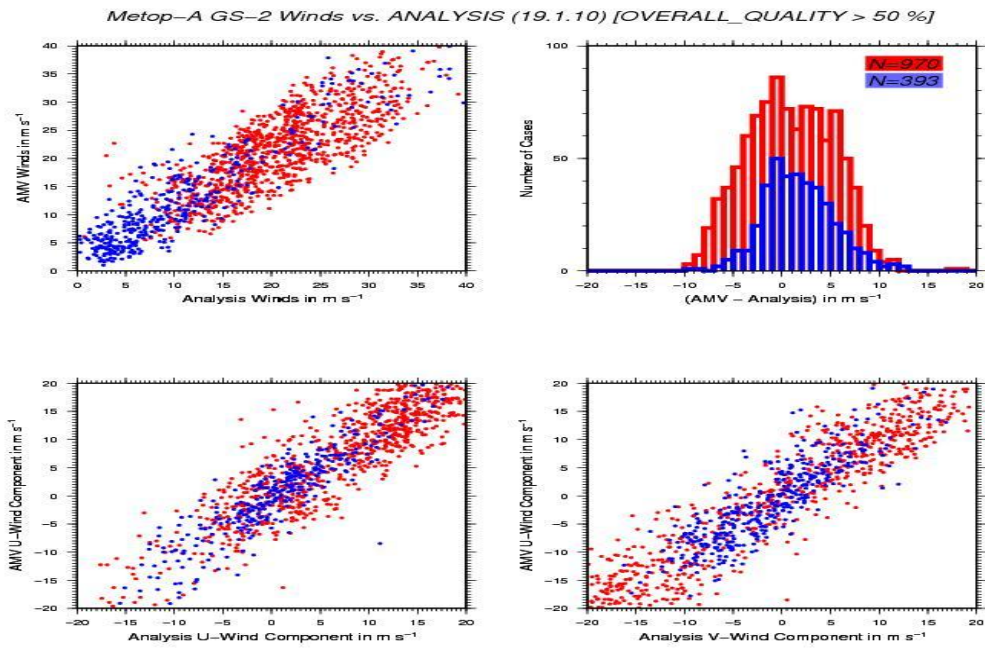 Metop-A GS-2 Winds vs. ANALYSIS (19.1.10) [OVERALL_QUALITY > 50 %]
40
35
30
25
20
15
10
5
0
AMV Winds in m s⁻¹
0 5 10 15 20 25 30 35 40
Analysis Winds in m s⁻¹
100
50
0
Number of Cases
N=970
N=393
−20 −15 −10 −5 0 5 10 15 20
(AMV − Analysis) in m s⁻¹
20
15
10
5
0
−5
−10
−15
−20
AMV U−Wind Component in m s⁻¹
−20 −15 −10 −5 0 5 10 15 20
Analysis U−Wind Component in m s⁻¹
20
15
10
5
0
−5
−10
−15
−20
AMV U−Wind Component in m s⁻¹
−20 −15 −10 −5 0 5 10 15 20
Analysis V−Wind Component in m s⁻¹